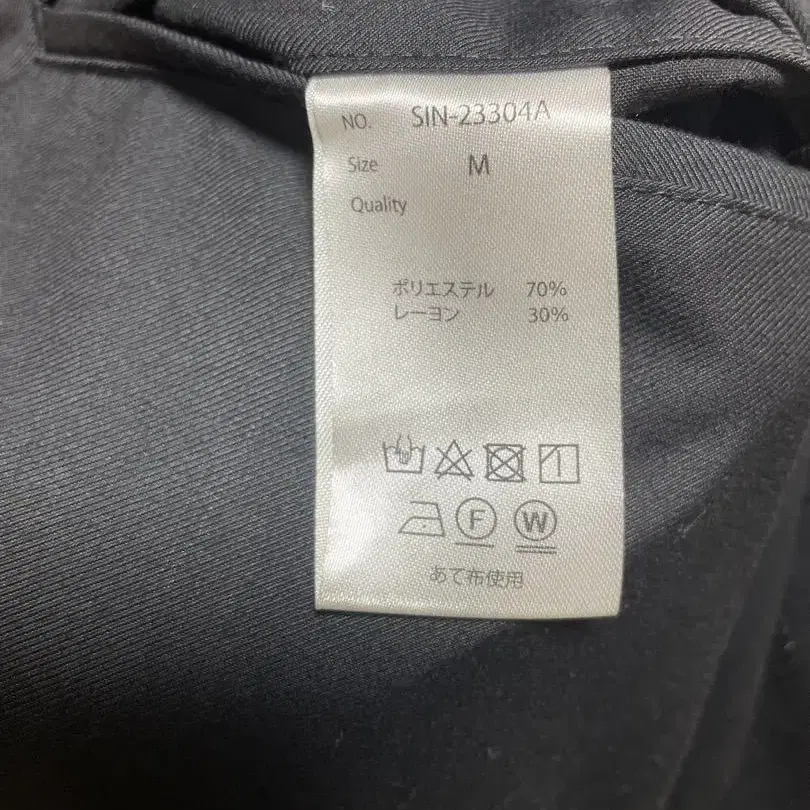 NO. SIN-23304A
Size M
Quality
ポリエステル 70%
レーヨン 30%
F W
あて布使用